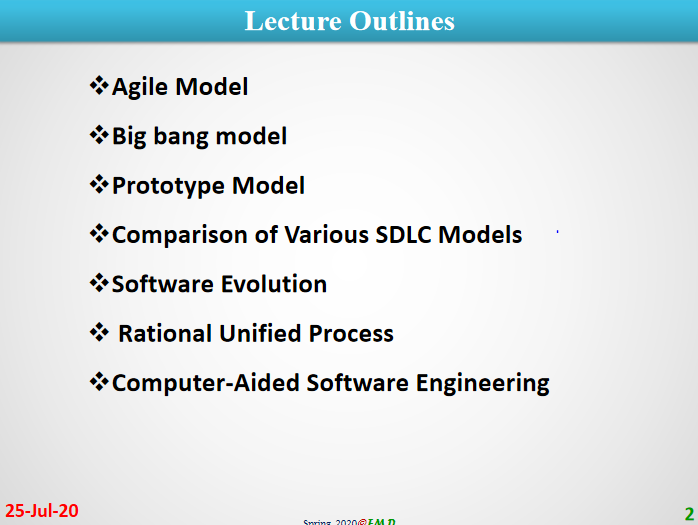 Lecture Outlines
❖Agile Model
❖Big bang model
❖Prototype Model
❖Comparison of Various SDLC Models
❖Software Evolution
❖ Rational Unified Process
❖Computer-Aided Software Engineering
25-Jul-20
Spring 2020©
2